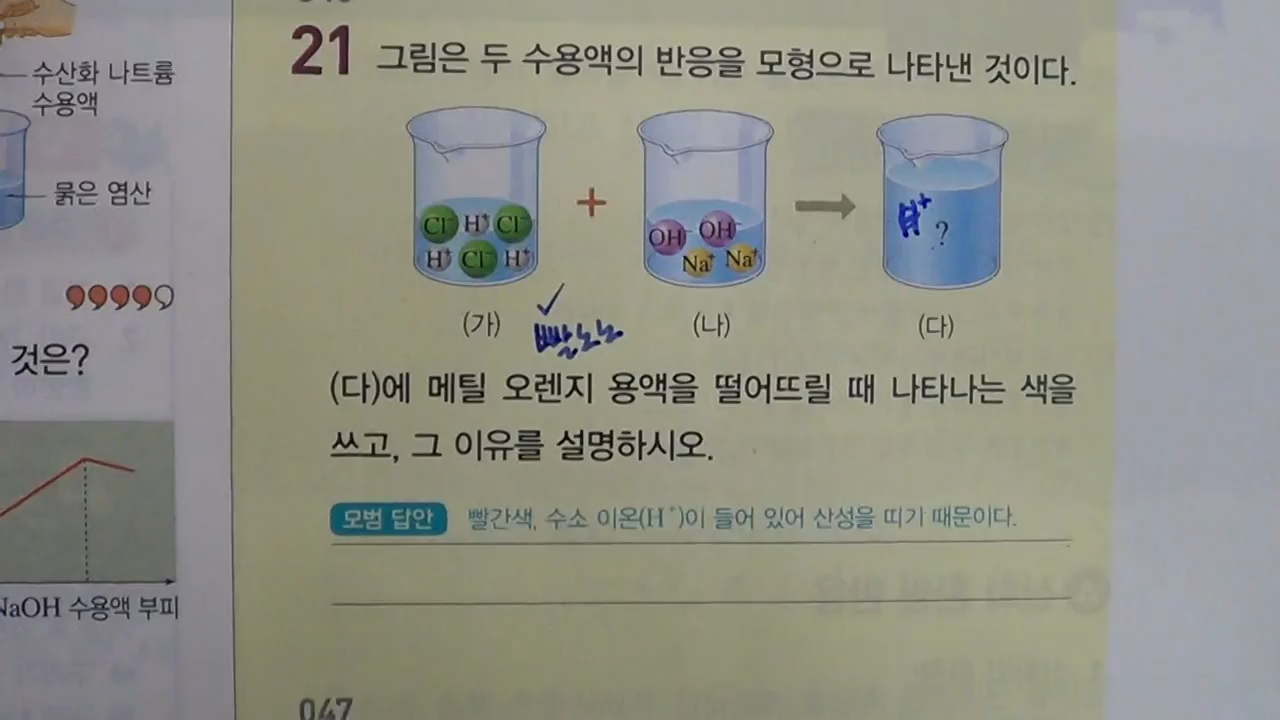 수산화 나트륨
수용액
묽은 염산
것은?
NaOH 수용액 부피
21 그림은 두 수용액의 반응을 모형으로 나타낸 것이다.
Cl⁻ H⁺ Cl⁻
H⁺ Cl⁻ H⁺
+
OH⁻ OH⁻
Na⁺ Na⁺
H⁺
?
(가) (나) (다)
✓
빨노노
(다)에 메틸 오렌지 용액을 떨어뜨릴 때 나타나는 색을
쓰고, 그 이유를 설명하시오.
모범 답안 빨간색, 수소 이온(H⁺)이 들어 있어 산성을 띠기 때문이다.
047